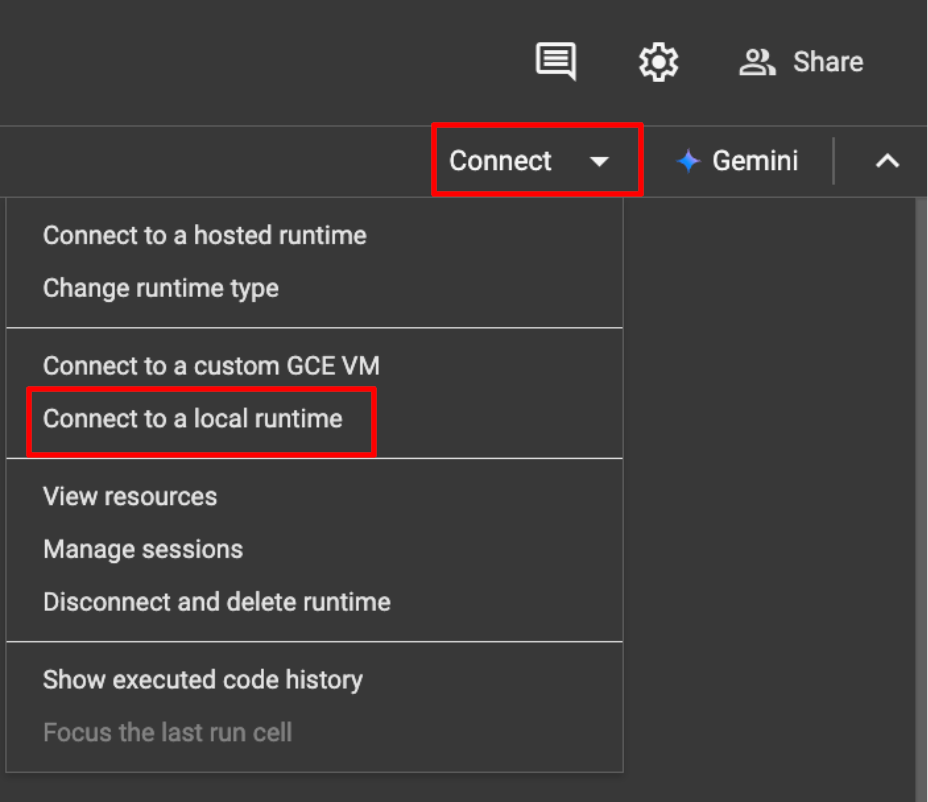 Share
Connect
Gemini
Connect to a hosted runtime
Change runtime type
Connect to a custom GCE VM
Connect to a local runtime
View resources
Manage sessions
Disconnect and delete runtime
Show executed code history
Focus the last run cell